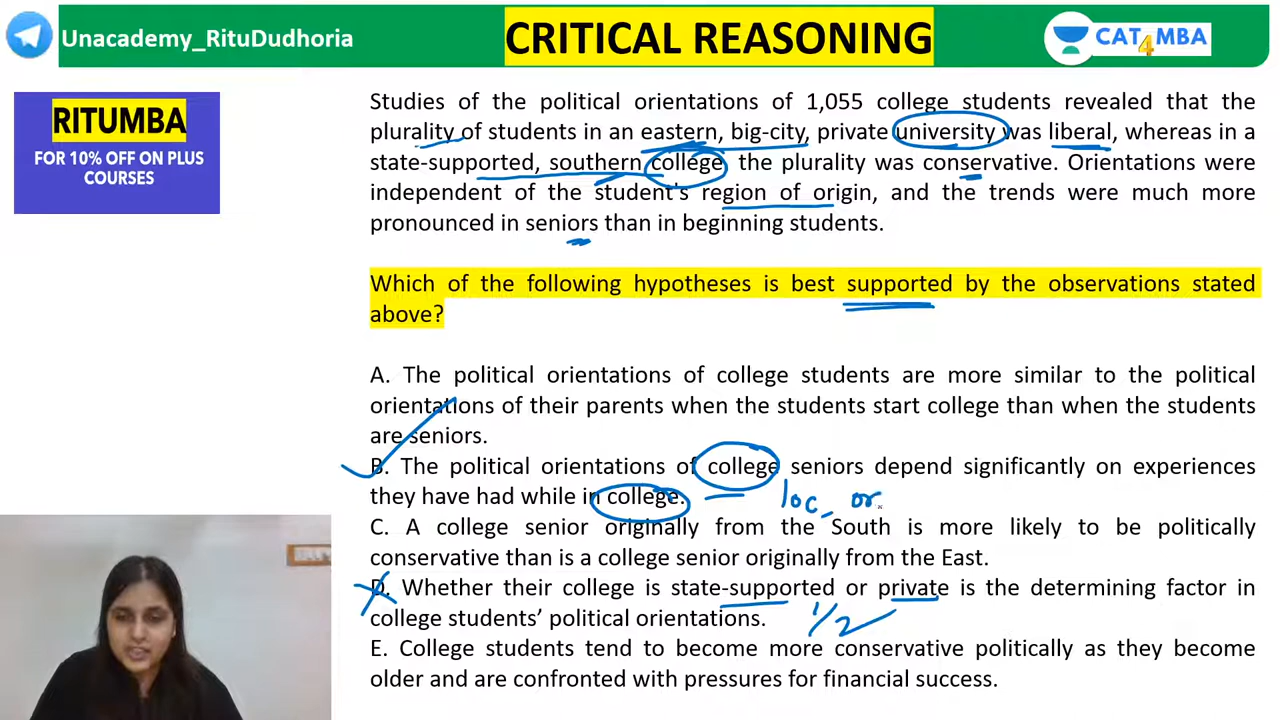 Unacademy_RituDudhoria
CRITICAL REASONING
CAT4MBA
RITUMBA
FOR 10% OFF ON PLUS
COURSES
Studies of the political orientations of 1,055 college students revealed that the
plurality of students in an eastern, big-city, private university was liberal, whereas in a
state-supported, southern college, the plurality was conservative. Orientations were
independent of the student's region of origin, and the trends were much more
pronounced in seniors than in beginning students.
Which of the following hypotheses is best supported by the observations stated
above?
A. The political orientations of college students are more similar to the political
orientations of their parents when the students start college than when the students
are seniors.
B. The political orientations of college seniors depend significantly on experiences
they have had while in college.
loc or
C. A college senior originally from the South is more likely to be politically
conservative than is a college senior originally from the East.
D. Whether their college is state-supported or private is the determining factor in
college students' political orientations.
1/2
E. College students tend to become more conservative politically as they become
older and are confronted with pressures for financial success.